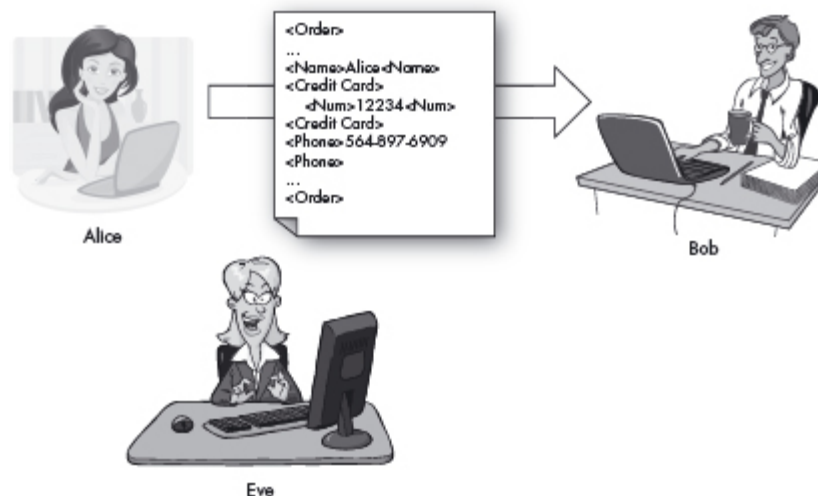 <Order>
...
<Name>Alice<Name>
<Credit Card>
<Num>12234<Num>
<Credit Card>
<Phone>564-897-6909
<Phone>
...
<Order>
Alice
Bob
Eve